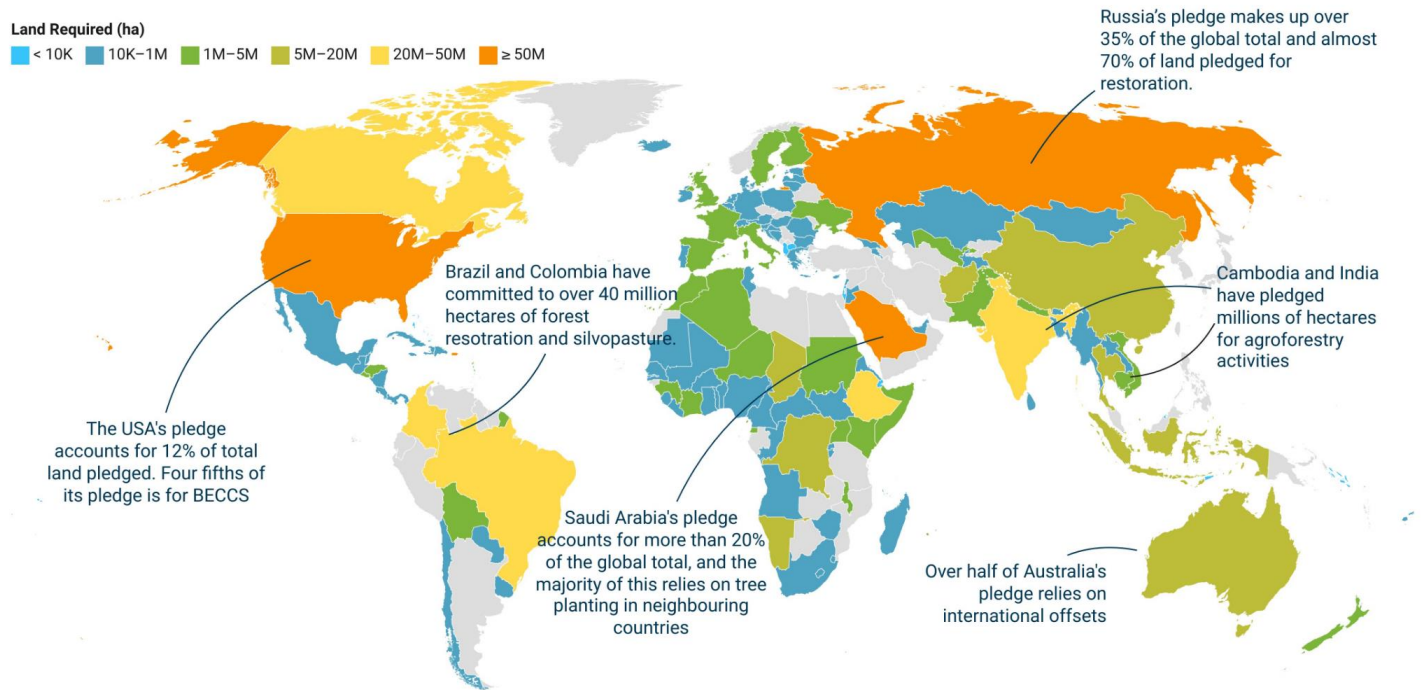 Land Required (ha)
< 10K
10K–1M
1M–5M
5M–20M
20M–50M
≥ 50M
Russia's pledge makes up over
35% of the global total and almost
70% of land pledged for
restoration.
Brazil and Colombia have
committed to over 40 million
hectares of forest
resotration and silvopasture.
Cambodia and India
have pledged
millions of hectares
for agroforestry
activities
The USA's pledge
accounts for 12% of total
land pledged. Four fifths of
its pledge is for BECCS
Saudi Arabia's pledge
accounts for more than 20%
of the global total, and the
majority of this relies on tree
planting in neighbouring
countries
Over half of Australia's
pledge relies on
international offsets